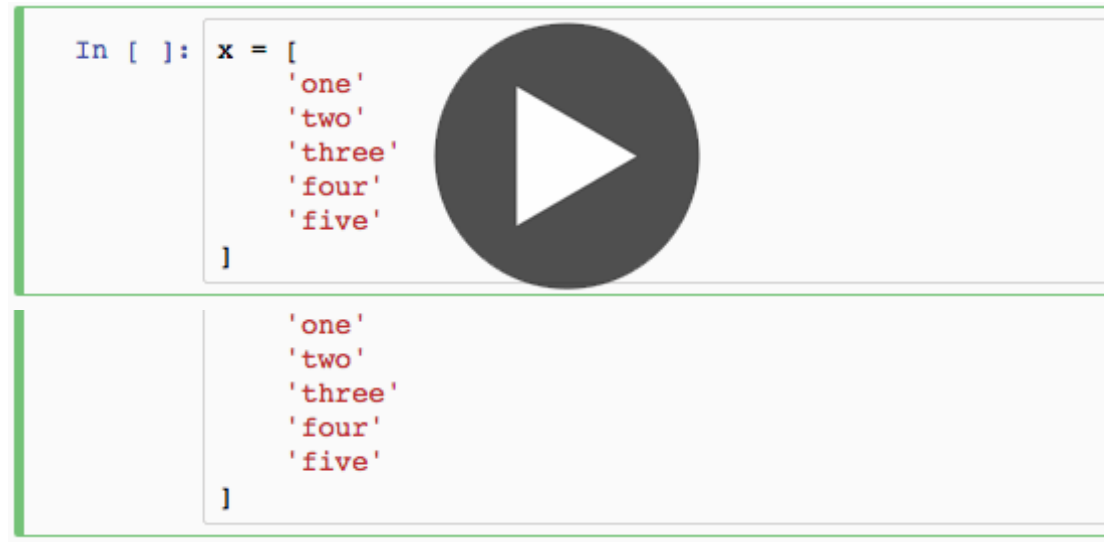 In [ ]: x = [
'one'
'two'
'three'
'four'
'five'
]
'one'
'two'
'three'
'four'
'five'
]